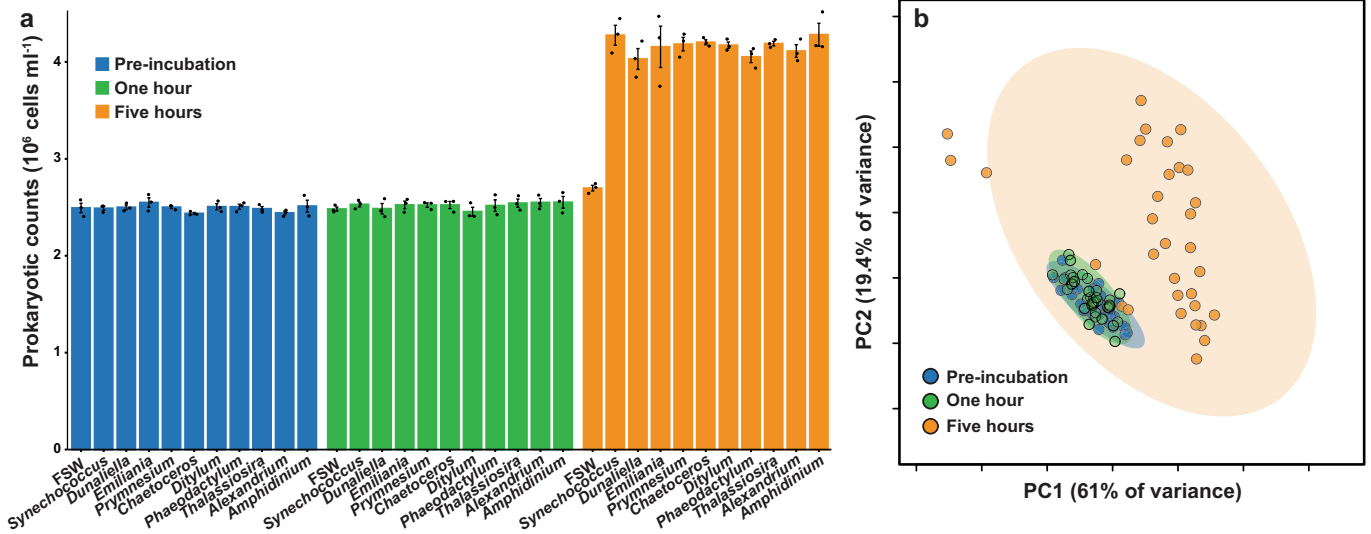 a
Prokaryotic counts (10⁶ cells ml⁻¹)
4
3
2
1
0
Pre-incubation
One hour
Five hours
FSW
Synechococcus
Dunaliella
Emiliania
Prymnesium
Chaetoceros
Ditylum
Phaeodactylum
Thalassiosira
Alexandrium
Amphidinium
FSW
Synechococcus
Dunaliella
Emiliania
Prymnesium
Chaetoceros
Ditylum
Phaeodactylum
Thalassiosira
Alexandrium
Amphidinium
FSW
Synechococcus
Dunaliella
Emiliania
Prymnesium
Chaetoceros
Ditylum
Phaeodactylum
Thalassiosira
Alexandrium
Amphidinium
b
PC2 (19.4% of variance)
Pre-incubation
One hour
Five hours
PC1 (61% of variance)